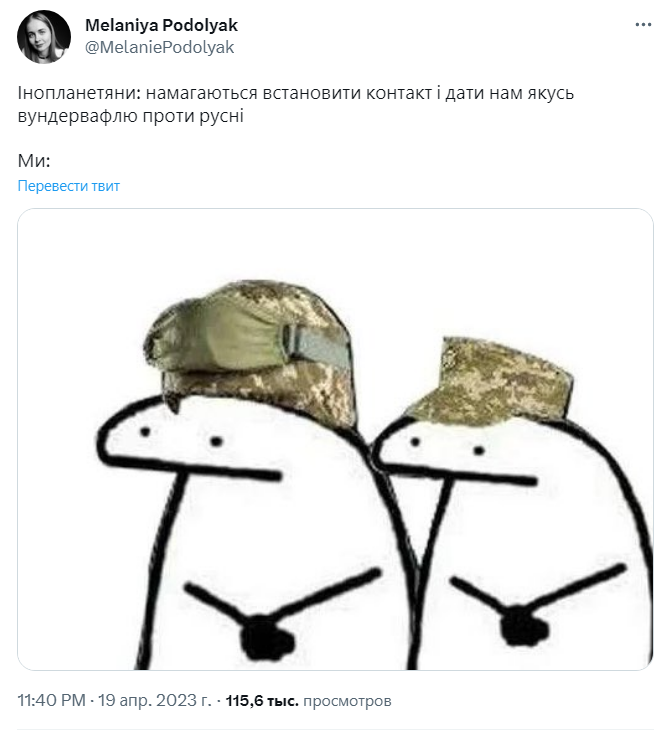 Melaniya Podolyak
@MelaniePodolyak
Інопланетяни: намагаються встановити контакт і дати нам якусь
вундервафлю проти русні
Ми:
Перевести твит
11:40 PM · 19 апр. 2023 г. · 115,6 тыс. просмотров